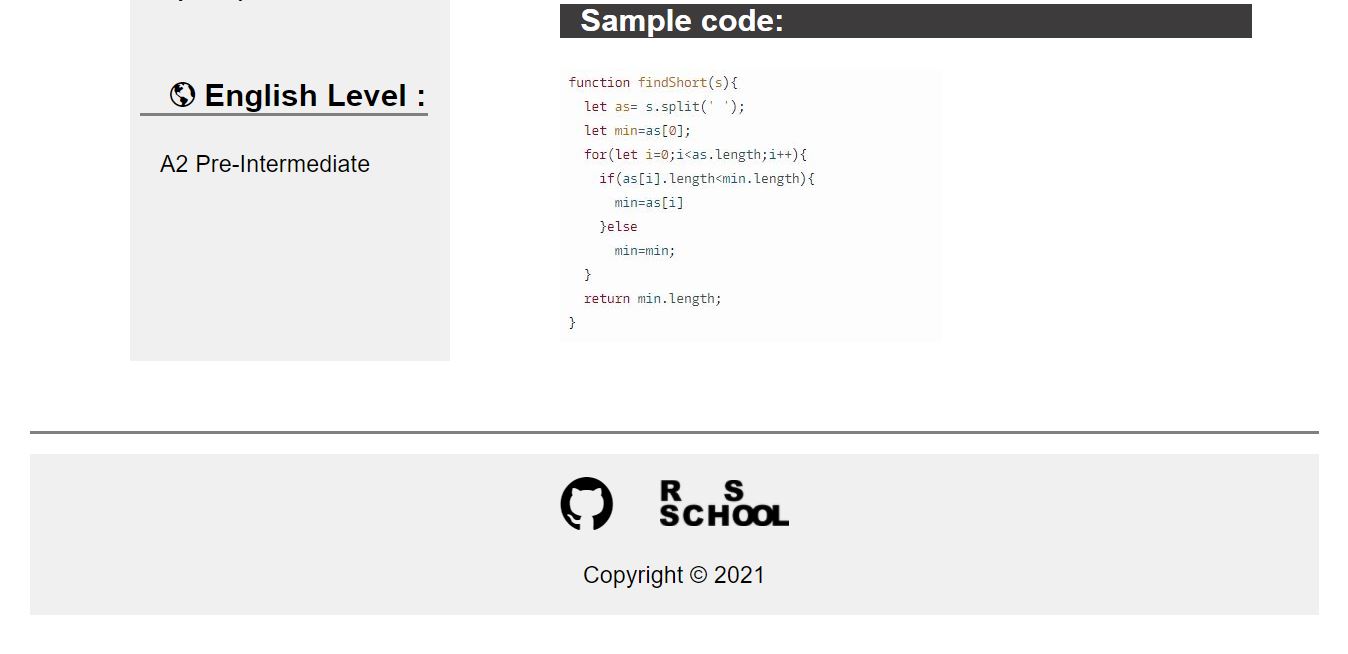 English Level :
A2 Pre-Intermediate
Sample code:
function findShort(s){
  let as= s.split(' ');
  let min=as[0];
  for(let i=0;i<as.length;i++){
    if(as[i].length<min.length){
      min=as[i]
    }else
      min=min;
  }
  return min.length;
}
R S
SCHOOL
Copyright © 2021